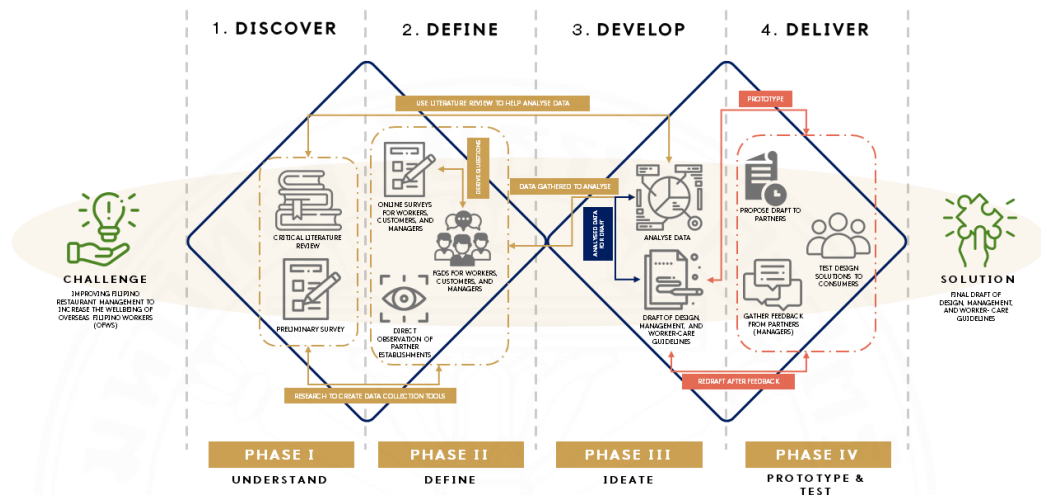 1. DISCOVER
2. DEFINE
3. DEVELOP
4. DELIVER
USE LITERATURE REVIEW TO HELP ANALYSE DATA
PROTOTYPE
DERIVE SLUSTIONS
ONLINE SURVEYS
FOR WORKERS,
CUSTOMERS, AND
MANAGERS
DATA GATHERED TO ANALYSE
ANALYSED DATA
FOR DRAFT
CRITICAL LITERATURE
REVIEW
FGDS FOR WORKERS,
CUSTOMERS, AND
MANAGERS
ANALYSE DATA
PROPOSE DRAFT TO
PARTNERS
TEST DESIGN
SOLUTIONS TO
CONSUMERS
CHALLENGE
IMPROVING FILIPINO
RESTAURANT MANAGEMENT TO
INCREASE THE WELLBEING OF
OVERSEAS FILIPINO WORKERS
(OFWS)
PRELIMINARY SURVEY
DIRECT
OBSERVATION OF
PARTNER
ESTABLISHMENTS
DRAFT OF DESIGN,
MANAGEMENT, AND
WORKER-CARE
GUIDELINES
GATHER FEEDBACK
FROM PARTNERS
(MANAGERS)
SOLUTION
FINAL DRAFT OF
DESIGN, MANAGEMENT,
AND WORKER- CARE
GUIDELINES
RESEARCH TO CREATE DATA COLLECTION TOOLS
REDRAFT AFTER FEEDBACK
PHASE I
UNDERSTAND
PHASE II
DEFINE
PHASE III
IDEATE
PHASE IV
PROTOTYPE &
TEST